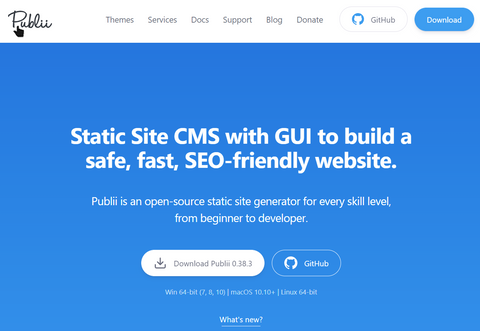 Publii
Themes Services Docs Support Blog Donate GitHub Download
Static Site CMS with GUI to build a
safe, fast, SEO-friendly website.
Publii is an open-source static site generator for every skill level,
from beginner to developer.
Download Publii 0.38.3 GitHub
Win 64-bit (7, 8, 10) | macOS 10.10+ | Linux 64-bit
What's new?